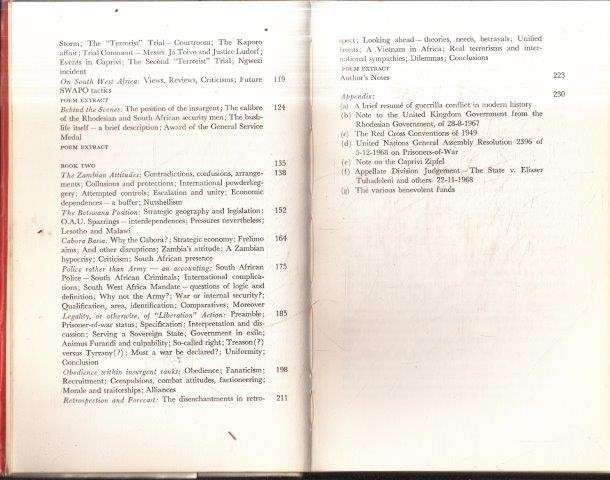 Storm; The "Terrorist" Trial — Courtroom; The Kaporo
affair; Trial Comment — Messrs Ja Toivo and Justice Ludorf;
Events in Caprivi; The Second "Terrorist" Trial; Ngwezi
incident
On South West Africa: Views, Reviews, Criticisms; Future 119
SWAPO tactics
POEM EXTRACT
Behind the Scenes: The position of the insurgent; The calibre 124
of the Rhodesian and South African security men; The bush-
life itself — a brief description; Award of the General Service
Medal
POEM EXTRACT
BOOK TWO 135
The Zambian Attitudes: Contradictions, confusions, arrange- 138
ments; Collusions and protections; International powderkeg-
gery; Attempted controls; Escalation and unity; Economic
dependences — a buffer; Nutshellism
The Botswana Position: Strategic geography and legislation; 152
O.A.U. Sparrings — interdependences; Pressures nevertheless;
Lesotho and Malawi
Cabora Bassa: Why the Cabora?; Strategic economy; Frelimo 164
aims; And other disruptions; Zambia's attitude; A Zambian
hypocrisy; Criticism; South African presence
Police rather than Army — an accounting: South African 175
Police — South African Criminals; International complica-
tions; South West Africa Mandate — questions of logic and
definition; Why not the Army?; War or internal security?;
Qualification, area, identification; Comparatives; Moreover
Legality, or otherwise, of "Liberation" Action: Preamble; 185
Prisoner-of-war status; Specification; Interpretation and dis-
cussion; Serving a Sovereign State; Government in exile;
Animus Furandi and culpability; So-called right; Treason(?)
versus Tyranny(?); Must a war be declared?; Uniformity;
Conclusion
Obedience within insurgent ranks: Obedience; Fanaticism; 198
Recruitment; Compulsions, combat attitudes, factioneering;
Morale and traitorships; Alliances
Retrospection and Forecast: The disenchantments in retro- 211
spect; Looking ahead — theories, needs, betrayals; Unified
fronts; A Vietnam in Africa; Real terrorisms and inter-
national sympathies; Dilemmas; Conclusions
POEM EXTRACT
Author's Notes 223
Appendix: 230
(a) A brief resumé of guerrilla conflict in modern history
(b) Note to the United Kingdom Government from the
Rhodesian Government, of 28-8-1967
(c) The Red Cross Conventions of 1949
(d) United Nations General Assembly Resolution 2396 of
5-12-1968 on Prisoners-of-War
(e) Note on the Caprivi Zipfel
(f) Appellate Division Judgement — The State v. Eliaser
Tuhadeleni and others. 22-11-1968
(g) The various benevolent funds